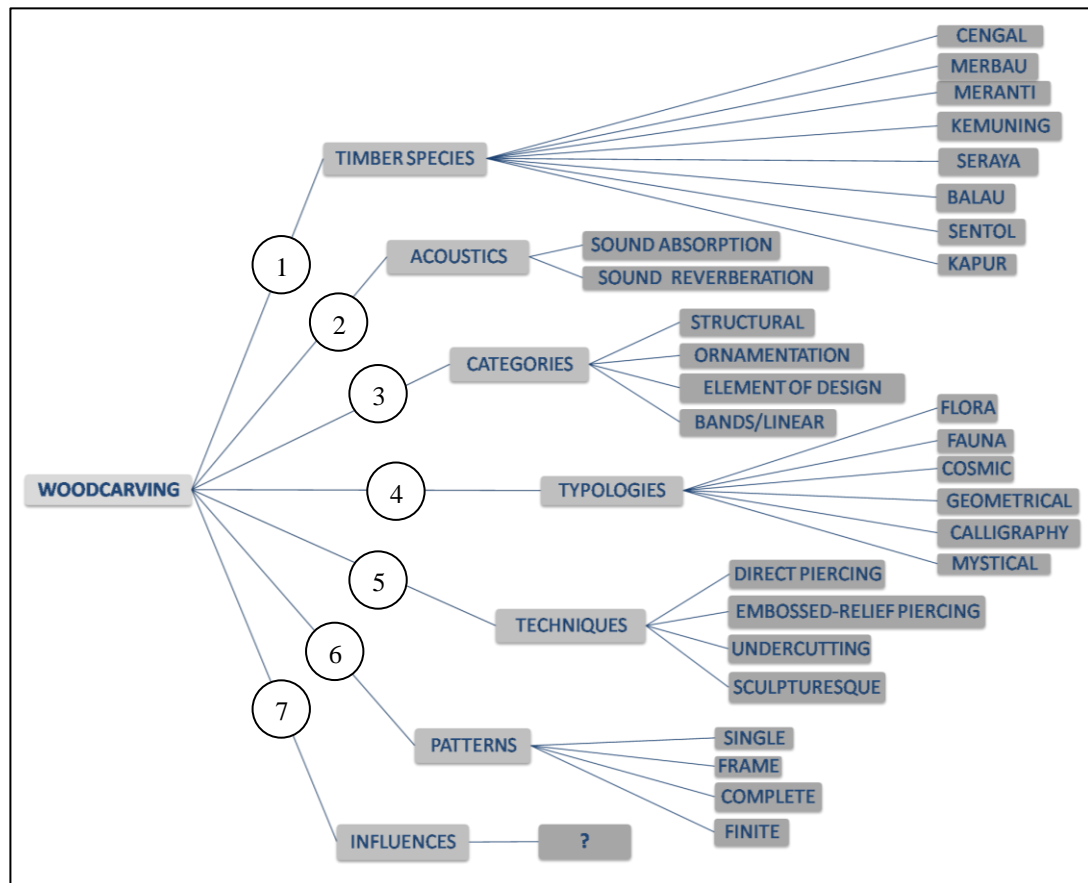 WOODCARVING
1
TIMBER SPECIES
CENGAL
MERBAU
MERANTI
KEMUNING
SERAYA
BALAU
SENTOL
KAPUR
2
ACOUSTICS
SOUND ABSORPTION
SOUND REVERBERATION
3
CATEGORIES
STRUCTURAL
ORNAMENTATION
ELEMENT OF DESIGN
BANDS/LINEAR
4
TYPOLOGIES
FLORA
FAUNA
COSMIC
GEOMETRICAL
CALLIGRAPHY
MYSTICAL
5
TECHNIQUES
DIRECT PIERCING
EMBOSSED-RELIEF PIERCING
UNDERCUTTING
SCULPTURESQUE
6
PATTERNS
SINGLE
FRAME
COMPLETE
FINITE
7
INFLUENCES
?